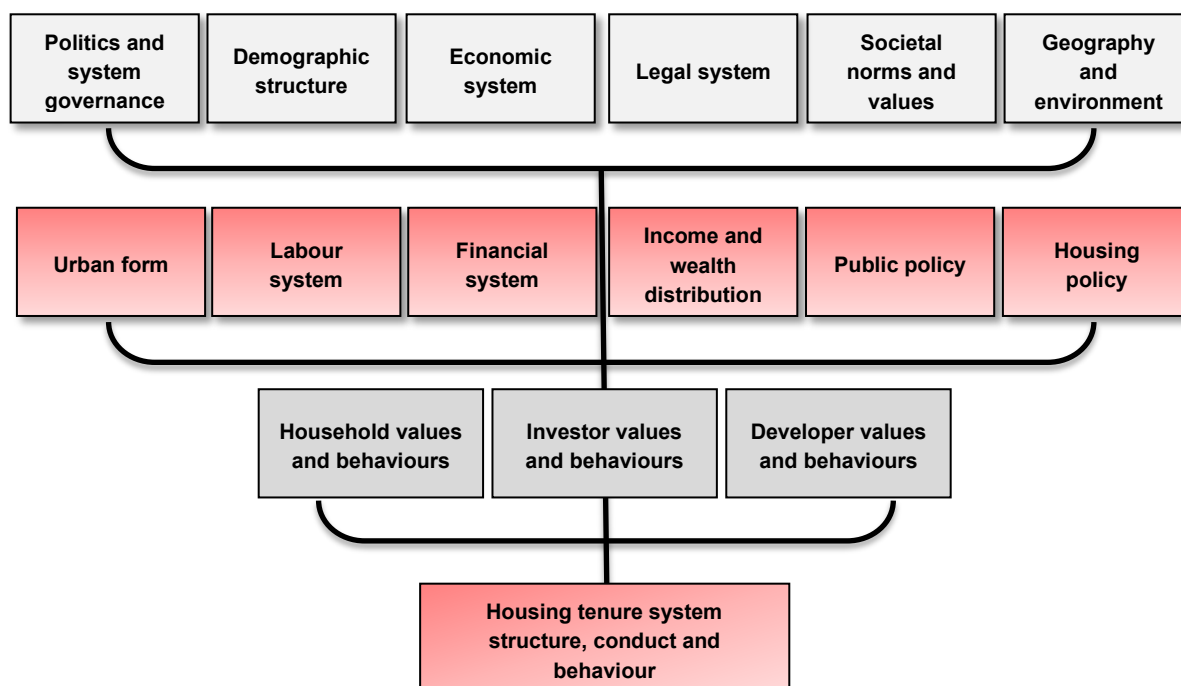 Politics and
system
governance
Demographic
structure
Economic
system
Legal system
Societal
norms and
values
Geography
and
environment
Urban form
Labour
system
Financial
system
Income and
wealth
distribution
Public policy
Housing
policy
Household values
and behaviours
Investor values
and behaviours
Developer values
and behaviours
Housing tenure system
structure, conduct and
behaviour